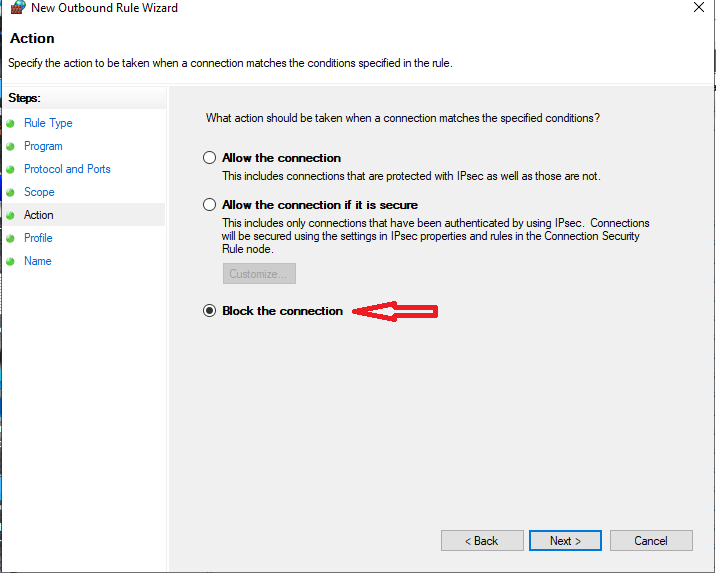 New Outbound Rule Wizard
Action
Specify the action to be taken when a connection matches the conditions specified in the rule.
Steps:
Rule Type
Program
Protocol and Ports
Scope
Action
Profile
Name
What action should be taken when a connection matches the specified conditions?
Allow the connection
This includes connections that are protected with IPsec as well as those are not.
Allow the connection if it is secure
This includes only connections that have been authenticated by using IPsec. Connections
will be secured using the settings in IPsec properties and rules in the Connection Security
Rule node.
Customize...
Block the connection
< Back
Next >
Cancel